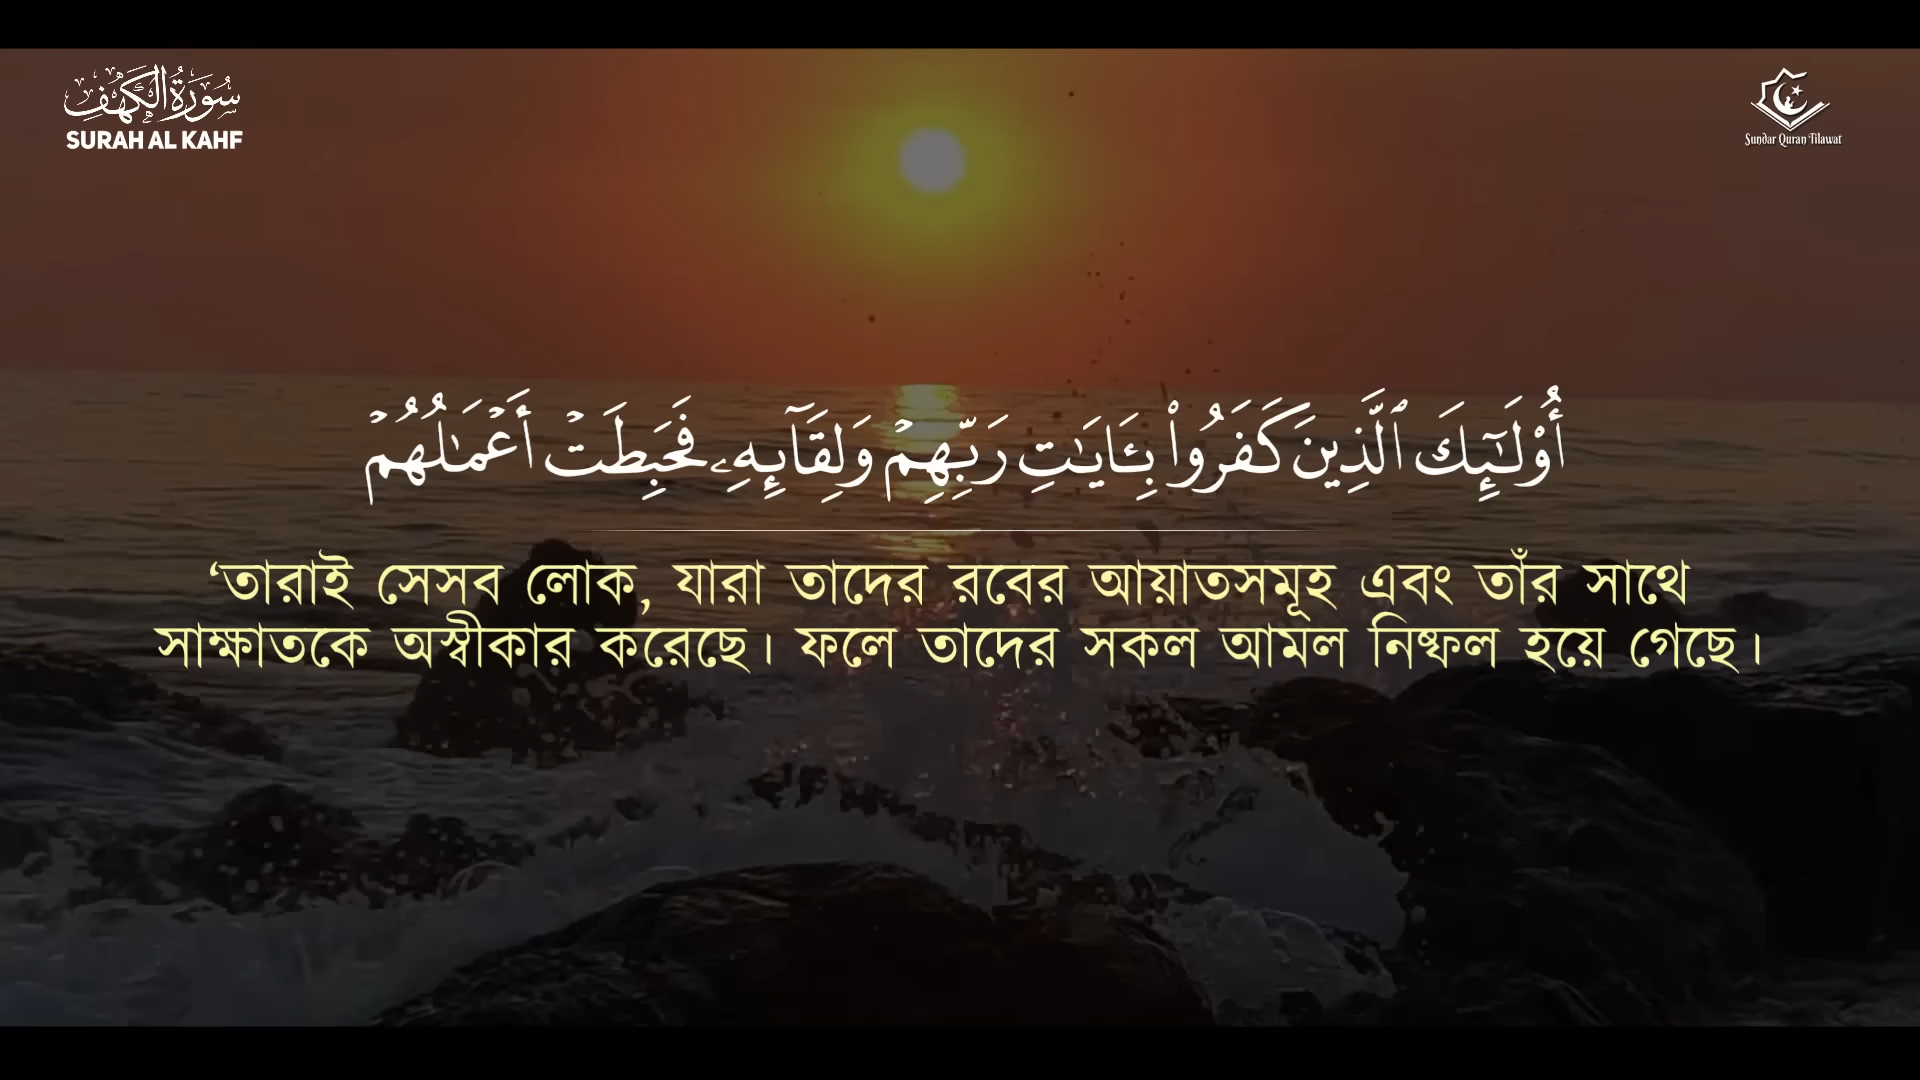 سُورَةُ الكَهْفِ
SURAH AL KAHF
Sundar Quran Tilawat
أُوْلَـٰٓئِكَ ٱلَّذِينَ كَفَرُواْ بِـَٔايَـٰتِ رَبِّهِمۡ وَلِقَآئِهِۦ فَحَبِطَتۡ أَعۡمَـٰلُهُمۡ
‘তারাই সেসব লোক, যারা তাদের রবের আয়াতসমূহ এবং তাঁর সাথে
সাক্ষাতকে অস্বীকার করেছে। ফলে তাদের সকল আমল নিষ্ফল হয়ে গেছে।